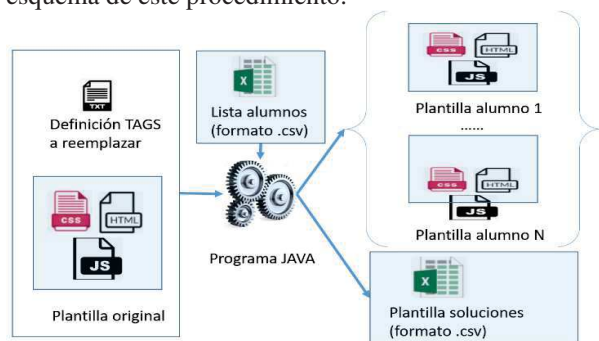 esquema de este procedimiento.
TXT
Definición TAGS
a reemplazar
CSS
HTML
JS
Plantilla original
X
Lista alumnos
(formato .csv)
Programa JAVA
CSS
HTML
JS
Plantilla alumno 1
......
CSS
HTML
JS
Plantilla alumno N
X
Plantilla soluciones
(formato .csv)